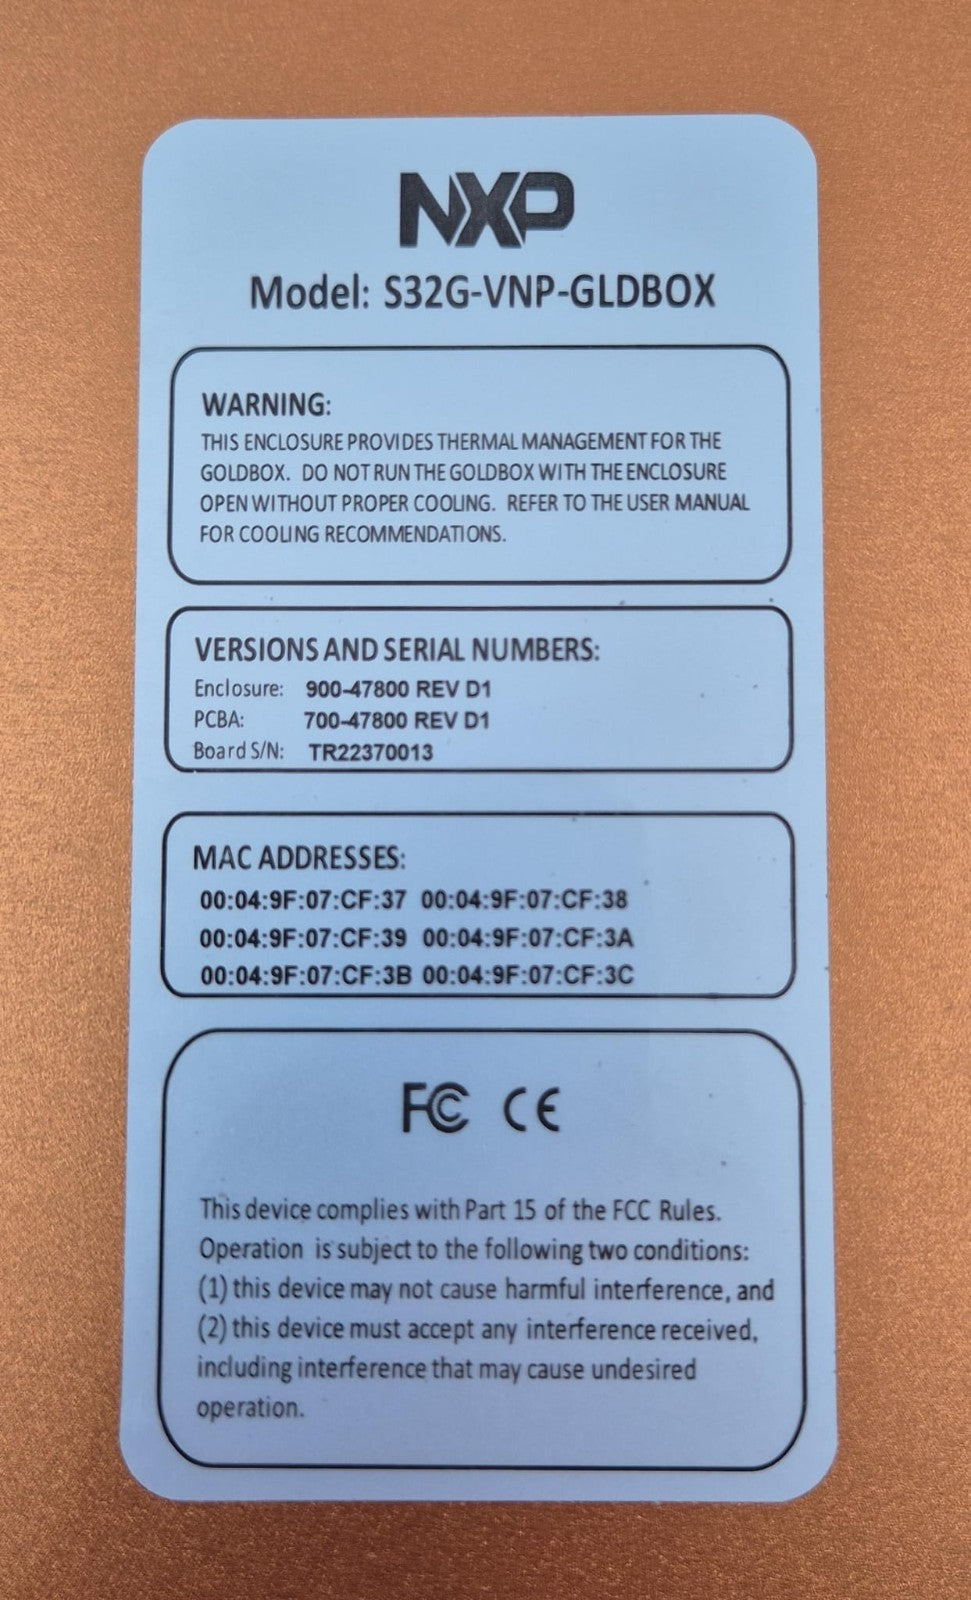 NXP
Model: S32G-VNP-GLDBOX
WARNING:
THIS ENCLOSURE PROVIDES THERMAL MANAGEMENT FOR THE
GOLDBOX. DO NOT RUN THE GOLDBOX WITH THE ENCLOSURE
OPEN WITHOUT PROPER COOLING. REFER TO THE USER MANUAL
FOR COOLING RECOMMENDATIONS.
VERSIONS AND SERIAL NUMBERS:
Enclosure: 900-47800 REV D1
PCBA: 700-47800 REV D1
Board S/N: TR22370013
MAC ADDRESSES:
00:04:9F:07:CF:37 00:04:9F:07:CF:38
00:04:9F:07:CF:39 00:04:9F:07:CF:3A
00:04:9F:07:CF:3B 00:04:9F:07:CF:3C
FC CE
This device complies with Part 15 of the FCC Rules.
Operation is subject to the following two conditions:
(1) this device may not cause harmful interference, and
(2) this device must accept any interference received,
including interference that may cause undesired
operation.